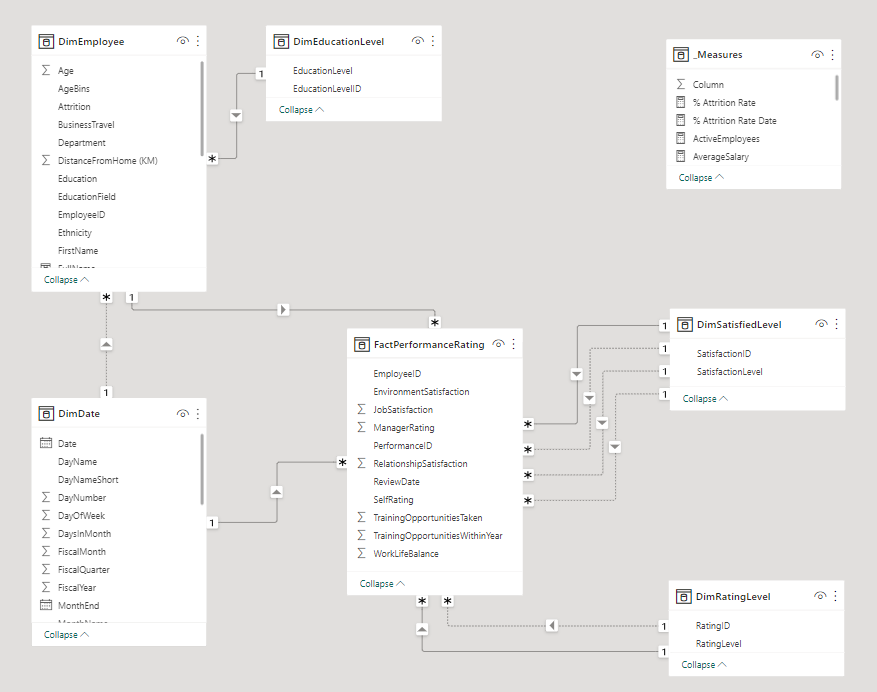 DimEmployee
Age
AgeBins
Attrition
BusinessTravel
Department
DistanceFromHome (KM)
Education
EducationField
EmployeeID
Ethnicity
FirstName
FullName
Collapse
DimEducationLevel
EducationLevel
EducationLevelID
Collapse
_Measures
Column
% Attrition Rate
% Attrition Rate Date
ActiveEmployees
AverageSalary
Collapse
1
*
*
1
*
1
DimDate
Date
DayName
DayNameShort
DayNumber
DayOfWeek
DaysInMonth
FiscalMonth
FiscalQuarter
FiscalYear
MonthEnd
MonthName
Collapse
1
*
FactPerformanceRating
EmployeeID
EnvironmentSatisfaction
JobSatisfaction
ManagerRating
PerformanceID
RelationshipSatisfaction
ReviewDate
SelfRating
TrainingOpportunitiesTaken
TrainingOpportunitiesWithinYear
WorkLifeBalance
Collapse
*
*
*
*
*
*
1
1
1
1
DimSatisfiedLevel
SatisfactionID
SatisfactionLevel
Collapse
1
1
DimRatingLevel
RatingID
RatingLevel
Collapse